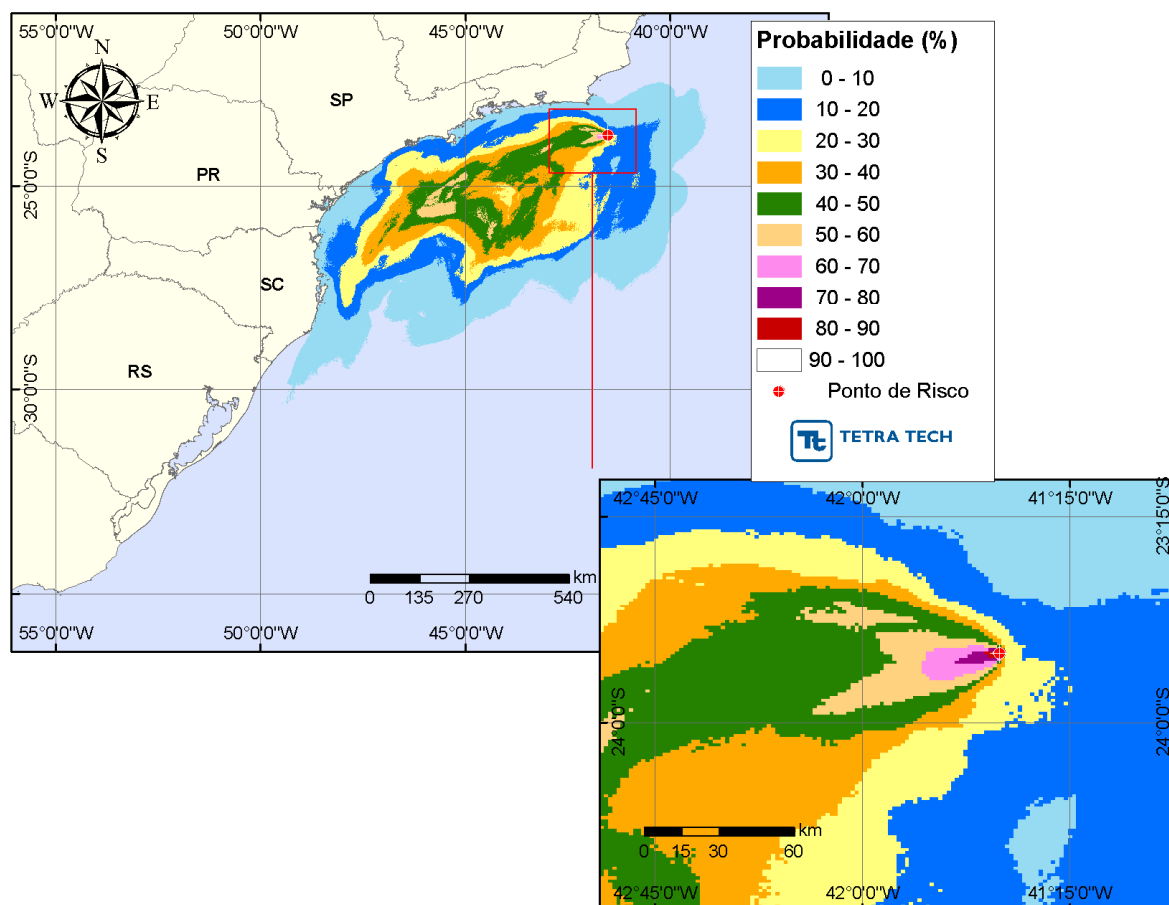 55°0'0"W 50°0'0"W 45°0'0"W 40°0'0"W
N
W E
S
SP
PR
SC
RS
25°0'0"S
30°0'0"S
km
0 135 270 540
55°0'0"W 50°0'0"W 45°0'0"W
Probabilidade (%)
0 - 10
10 - 20
20 - 30
30 - 40
40 - 50
50 - 60
60 - 70
70 - 80
80 - 90
90 - 100
Ponto de Risco
Tt TETRA TECH
42°45'0"W 42°0'0"W 41°15'0"W
23°15'0"S
24°0'0"S
24°0'0"S
km
0 15 30 60
42°45'0"W 42°0'0"W 41°15'0"W